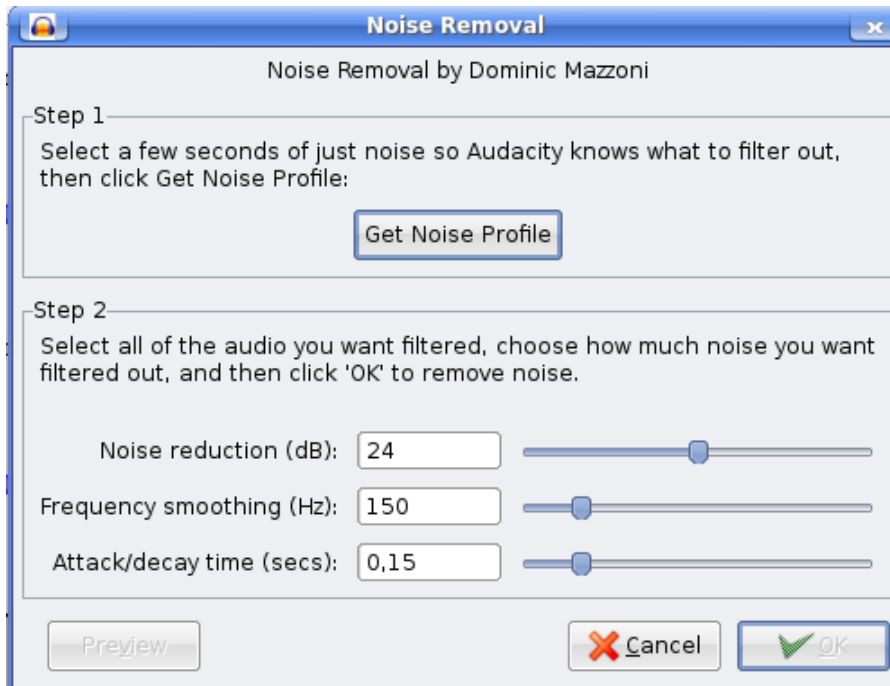 Noise Removal
Noise Removal by Dominic Mazzoni
Step 1
Select a few seconds of just noise so Audacity knows what to filter out,
then click Get Noise Profile:
Get Noise Profile
Step 2
Select all of the audio you want filtered, choose how much noise you want
filtered out, and then click 'OK' to remove noise.
Noise reduction (dB): 24
Frequency smoothing (Hz): 150
Attack/decay time (secs): 0,15
Preview Cancel OK